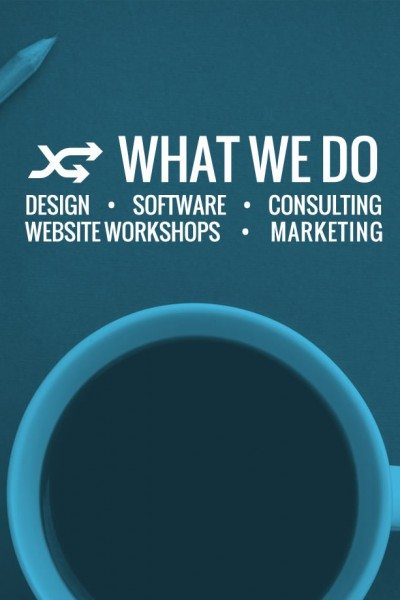 WHAT WE DO
DESIGN • SOFTWARE • CONSULTING
WEBSITE WORKSHOPS • MARKETING